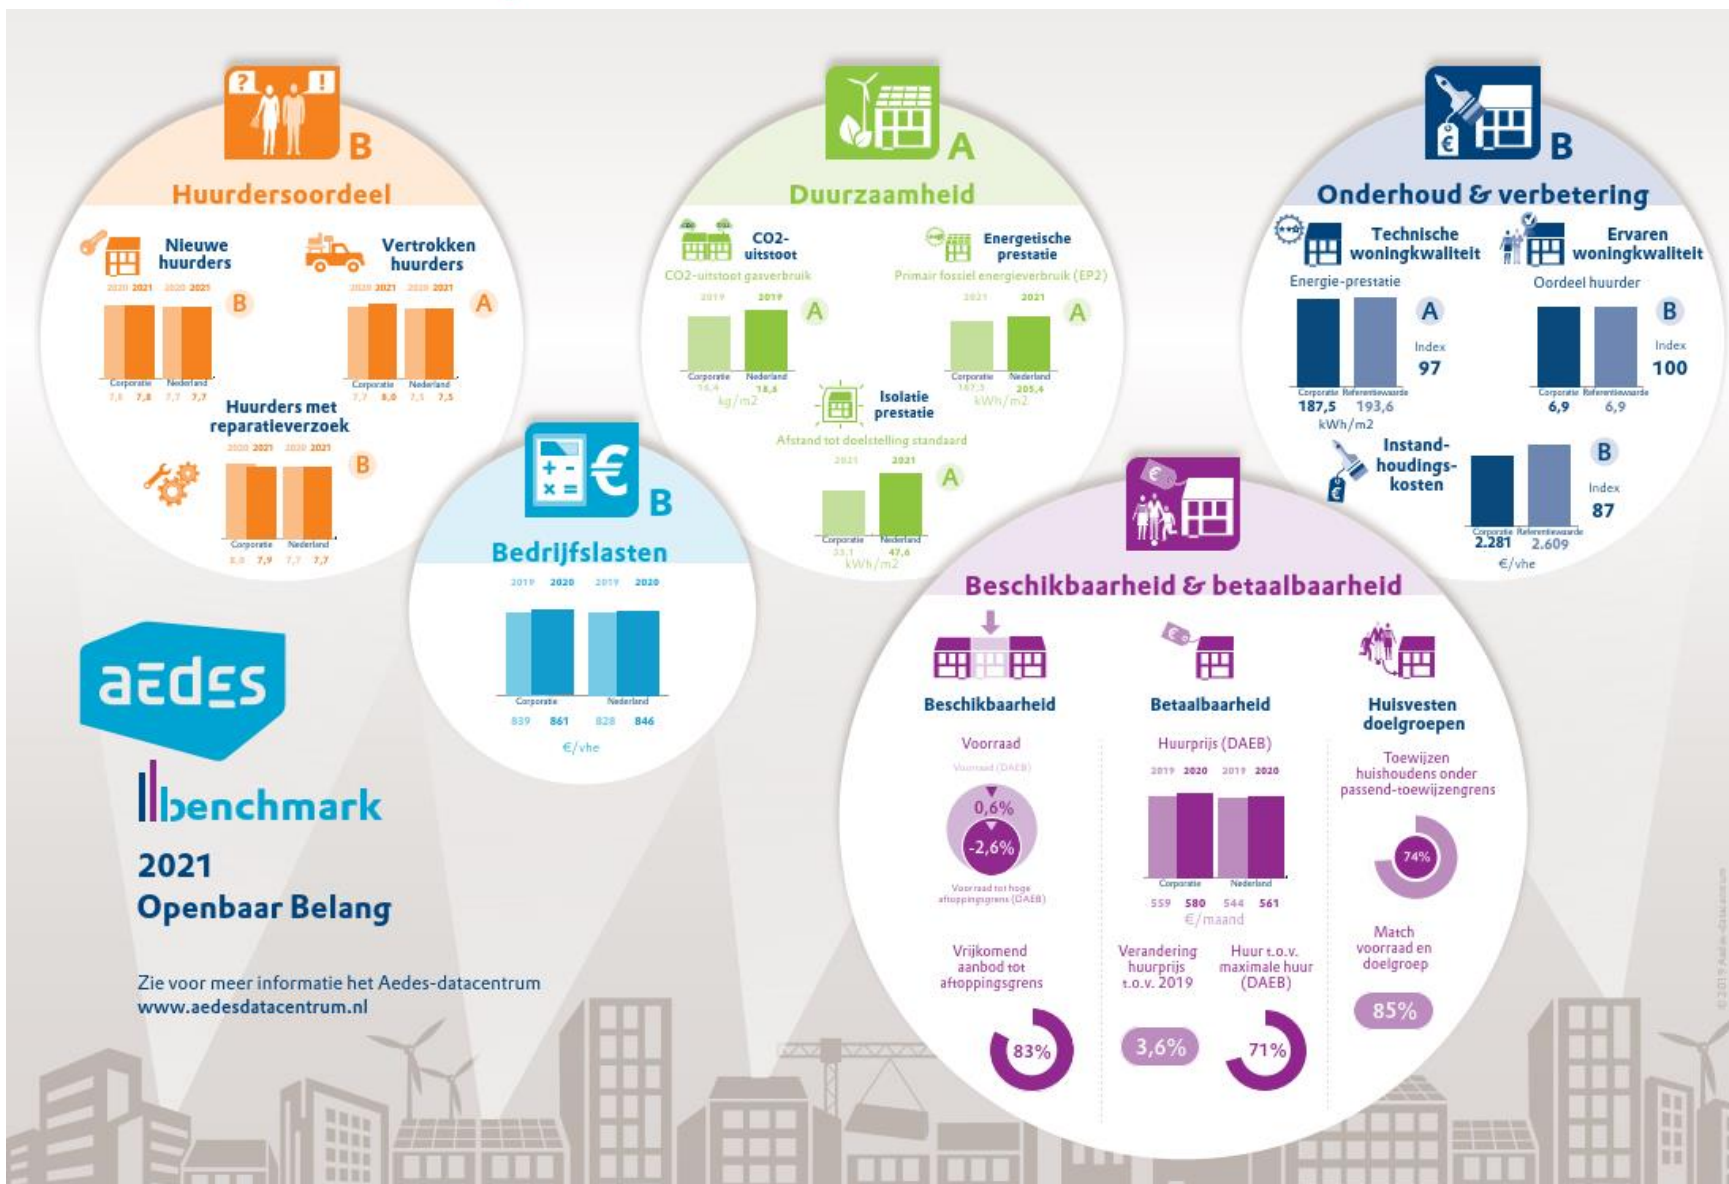 ? !
B
Huurdersoordeel
Nieuwe
huurders
2020 2021 2020 2021
B
Corporatie Nederland
7,8 7,8 7,7 7,7
Vertrokken
huurders
2020 2021 2020 2021
A
Corporatie Nederland
7,7 8,0 7,5 7,5
Huurders met
reparatieverzoek
2020 2021 2020 2021
B
Corporatie Nederland
8,0 7,9 7,7 7,7
+ -
× =
€
B
Bedrijfslasten
2019 2020 2019 2020
Corporatie Nederland
839 861 828 846
€/vhe
A
Duurzaamheid
CO2-
uitstoot
CO2-uitstoot gasverbruik
2019 2019
A
Corporatie Nederland
16,4 18,6
kg/m2
Energetische
prestatie
Primair fossiel energieverbruik (EP2)
2021 2021
A
Corporatie Nederland
187,5 205,4
kWh/m2
Isolatie
prestatie
Afstand tot doelstelling standaard
2021 2021
A
Corporatie Nederland
33,1 47,6
kWh/m2
€
B
Onderhoud & verbetering
Technische
woningkwaliteit
Energie-prestatie
A
Index
97
Corporatie Referentiewaarde
187,5 193,6
kWh/m2
Ervaren
woningkwaliteit
Oordeel huurder
B
Index
100
Corporatie Referentiewaarde
6,9 6,9
€
Instand-
houdings-
kosten
B
Index
87
Corporatie Referentiewaarde
2.281 2.609
€/vhe
€
Beschikbaarheid & betaalbaarheid
Beschikbaarheid
Voorraad
Voorraad (DAEB)
0,6%
-2,6%
Voorraad tot hoge
aftoppingsgrens (DAEB)
Vrijkomend
aanbod tot
aftoppingsgrens
83%
€
Betaalbaarheid
Huurprijs (DAEB)
2019 2020 2019 2020
Corporatie Nederland
559 580 544 561
€/maand
Verandering
huurprijs
t.o.v. 2019
3,6%
Huur t.o.v.
maximale huur
(DAEB)
71%
Huisvesten
doelgroepen
Toewijzen
huishoudens onder
passend-toewijzengrens
74%
Match
voorraad en
doelgroep
85%
aedes
benchmark
2021
Openbaar Belang
Zie voor meer informatie het Aedes-datacentrum
www.aedesdatacentrum.nl